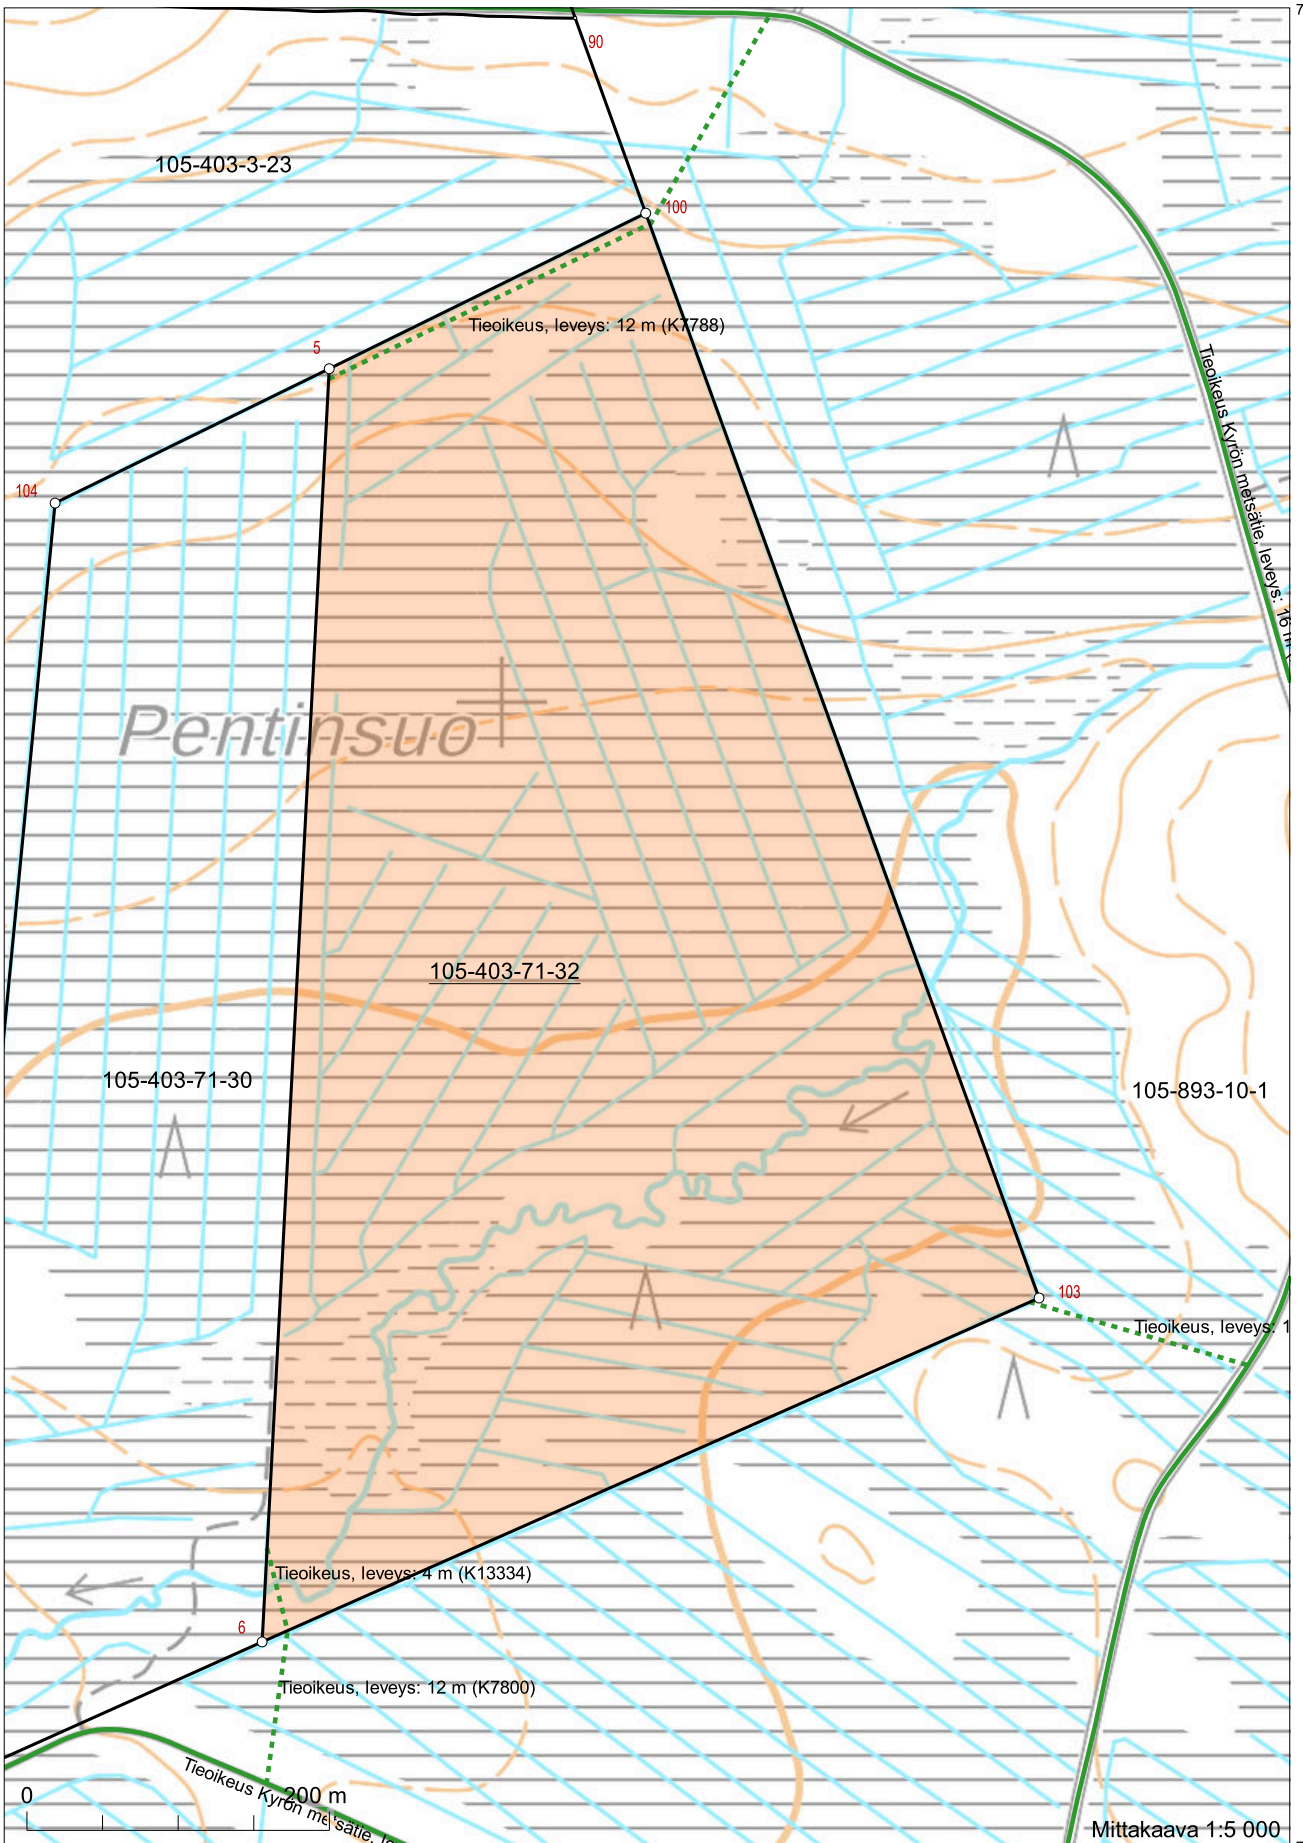 7
90
105-403-3-23
100
Tieoikeus, leveys: 12 m (K7788)
5
Tieoikeus Kyrön metsätie, leveys: 16 m (
104
Pentinsuo
105-403-71-32
105-403-71-30
105-893-10-1
103
Tieoikeus, leveys: 1
Tieoikeus, leveys: 4 m (K13334)
6
Tieoikeus, leveys: 12 m (K7800)
Tieoikeus Kyrön metsätie, le
0
200 m
Mittakaava 1:5 000